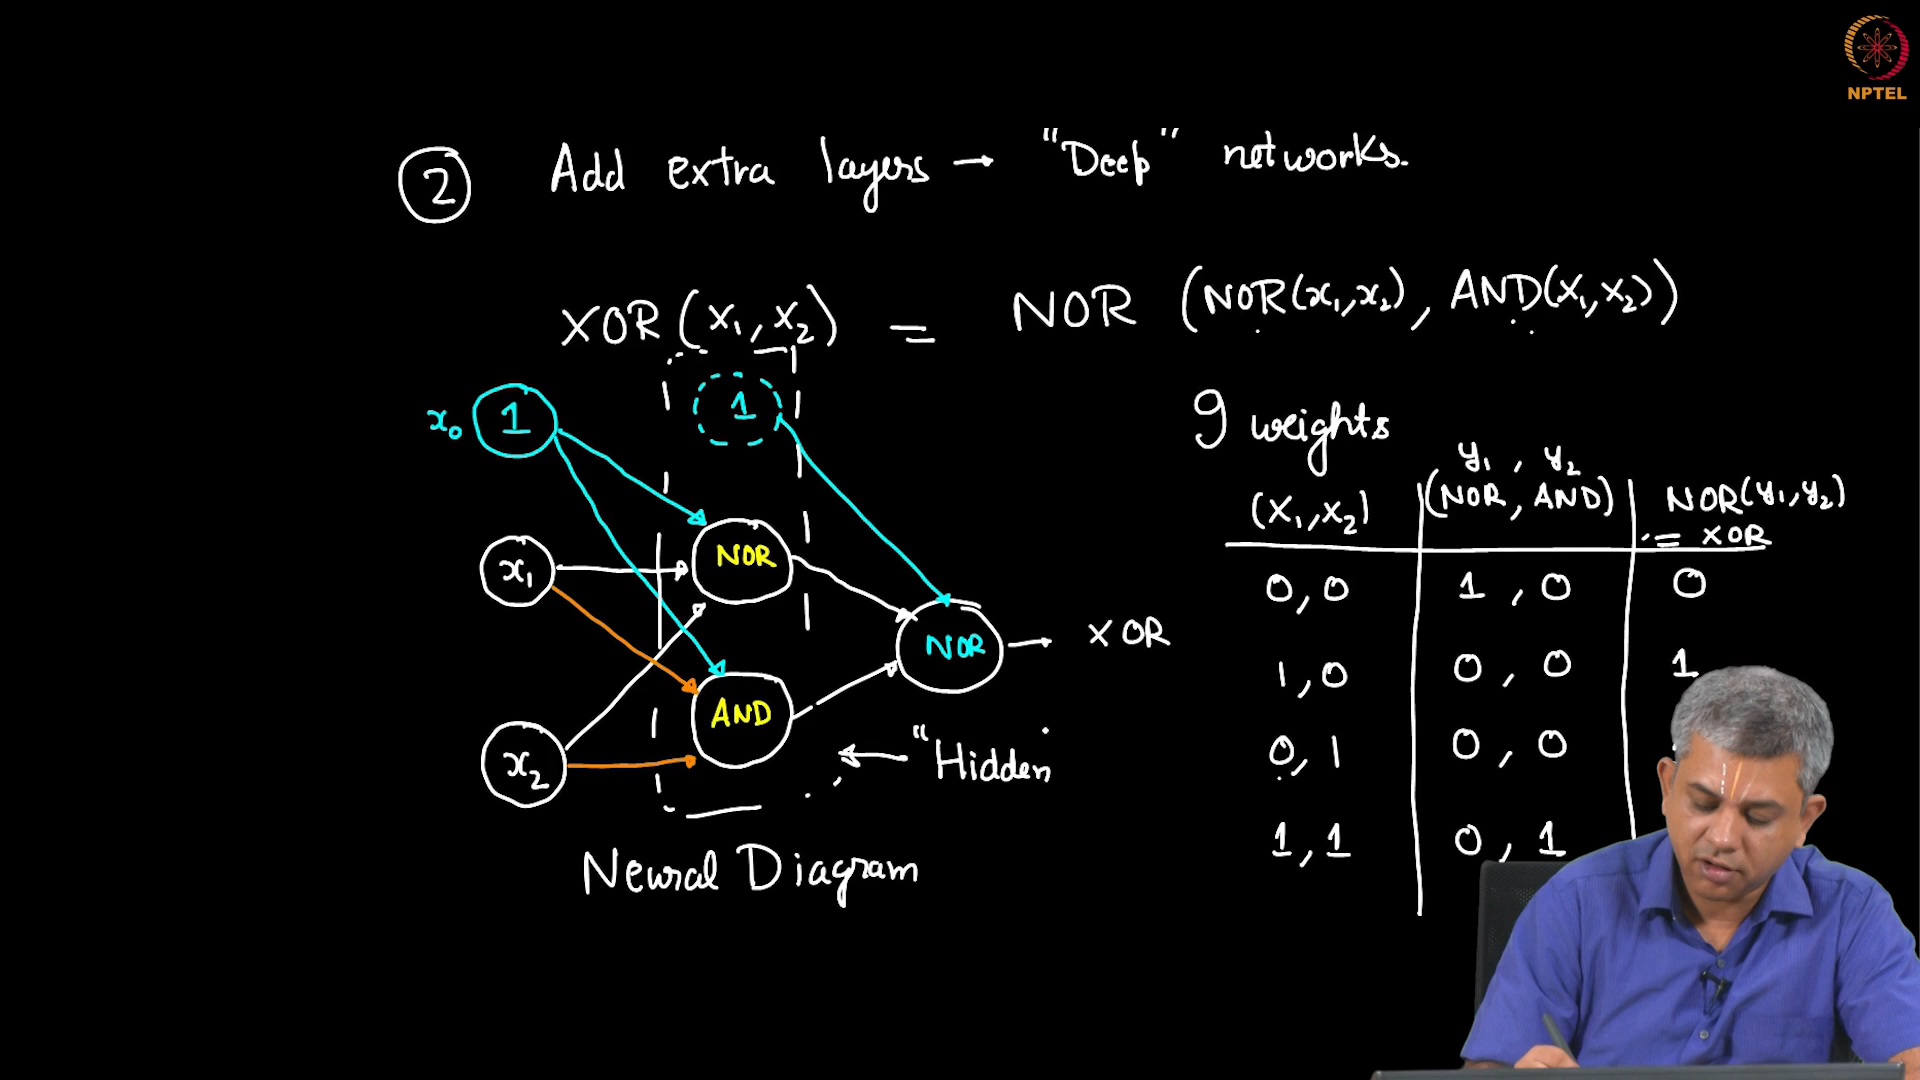 NPTEL
2 Add extra layers → "Deep" networks.
XOR (x₁, x₂) = NOR (NOR(x₁,x₂), AND(x₁,x₂))
x₀ 1
1
x₁
x₂
NOR
AND
NOR → XOR
"Hidden
Neural Diagram
9 weights
y₁ , y₂
(x₁,x₂) (NOR, AND) NOR(y₁,y₂)
= XOR
0,0 1 , 0 0
1,0 0 , 0 1
0,1 0 , 0
1,1 0 , 1